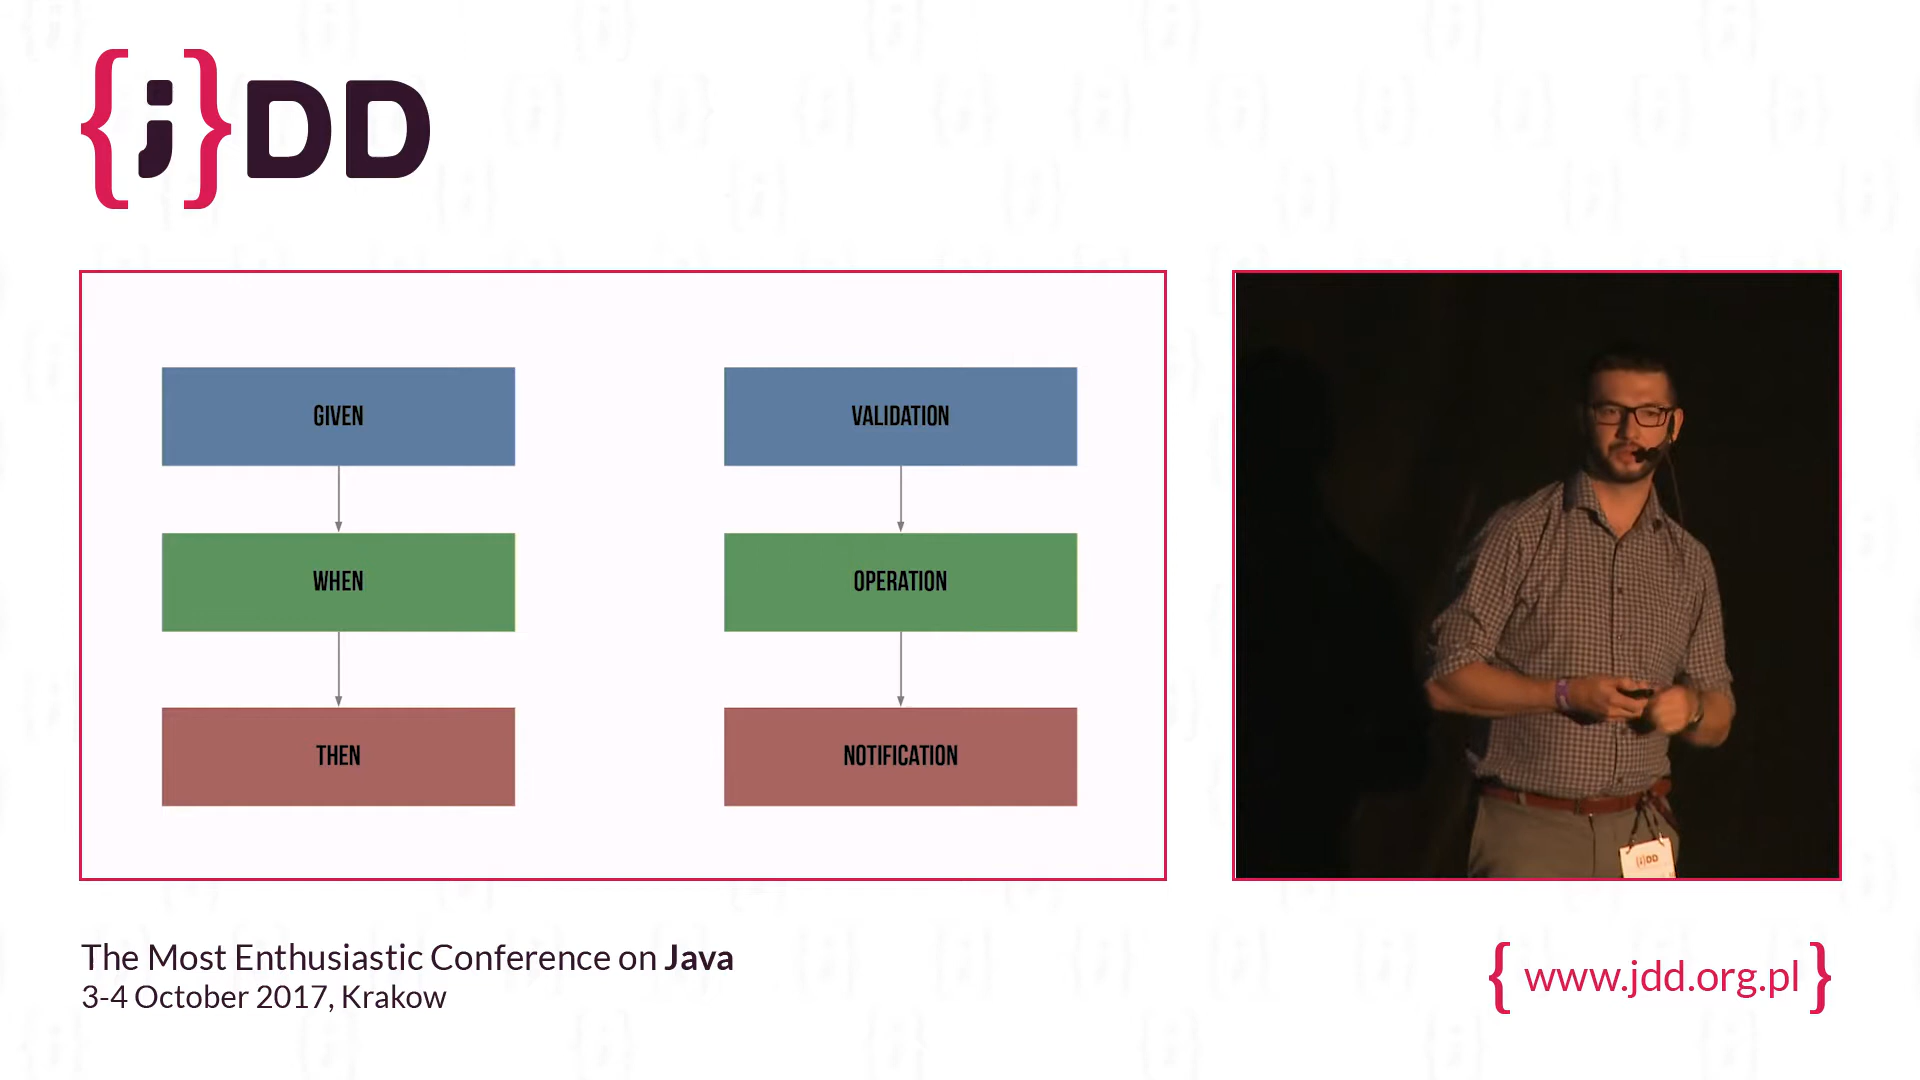 {j}DD
GIVEN
VALIDATION
WHEN
OPERATION
THEN
NOTIFICATION
{j}DD
The Most Enthusiastic Conference on Java
3-4 October 2017, Krakow
{ www.jdd.org.pl }